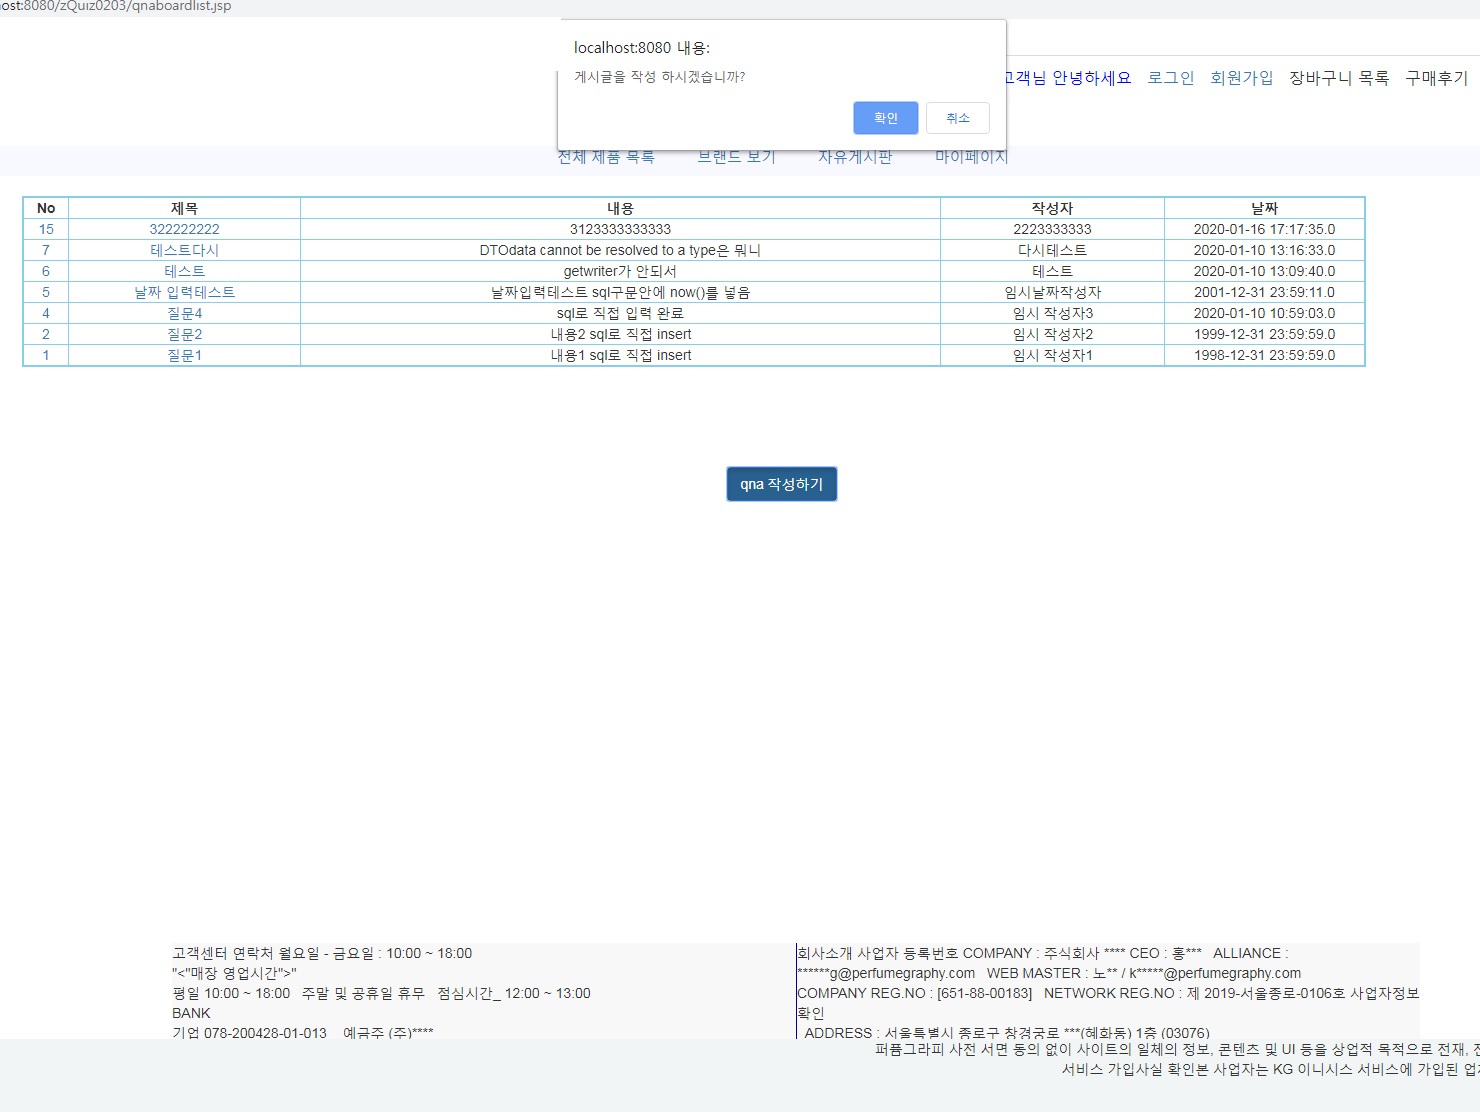 ost:8080/zQuiz0203/qnaboardlist.jsp
localhost:8080 내용:
게시글을 작성 하시겠습니까?
확인 취소
고객님 안녕하세요 로그인 회원가입 장바구니 목록 구매후기
전체 제품 목록 브랜드 보기 자유게시판 마이페이지
No 제목 내용 작성자 날짜
15 322222222 3123333333333 2223333333 2020-01-16 17:17:35.0
7 테스트다시 DTOdata cannot be resolved to a type은 뭐니 다시테스트 2020-01-10 13:16:33.0
6 테스트 getwriter가 안되서 테스트 2020-01-10 13:09:40.0
5 날짜 입력테스트 날짜입력테스트 sql구문안에 now()를 넣음 임시날짜작성자 2001-12-31 23:59:11.0
4 질문4 sql로 직접 입력 완료 임시 작성자3 2020-01-10 10:59:03.0
2 질문2 내용2 sql로 직접 insert 임시 작성자2 1999-12-31 23:59:59.0
1 질문1 내용1 sql로 직접 insert 임시 작성자1 1998-12-31 23:59:59.0
qna 작성하기
고객센터 연락처 월요일 - 금요일 : 10:00 ~ 18:00
"<"매장 영업시간">"
평일 10:00 ~ 18:00 주말 및 공휴일 휴무 점심시간_ 12:00 ~ 13:00
BANK
기업 078-200428-01-013 예금주 (주)****
회사소개 사업자 등록번호 COMPANY : 주식회사 **** CEO : 홍*** ALLIANCE :
******g@perfumegraphy.com WEB MASTER : 노** / k*****@perfumegraphy.com
COMPANY REG.NO : [651-88-00183] NETWORK REG.NO : 제 2019-서울종로-0106호 사업자정보
확인
ADDRESS : 서울특별시 종로구 창경궁로 ***(혜화동) 1층 (03076)
퍼퓸그라피 사전 서면 동의 없이 사이트의 일체의 정보, 콘텐츠 및 UI 등을 상업적 목적으로 전재,
서비스 가입사실 확인본 사업자는 KG 이니시스 서비스에 가입된